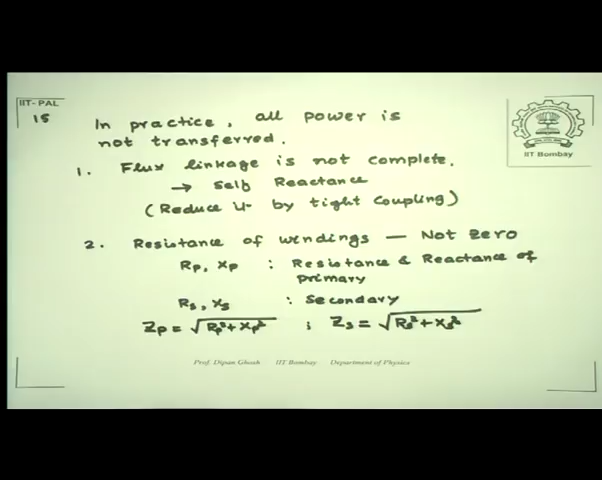 IIT-PAL
15
In practice, all power is
not transferred.
1. Flux linkage is not complete.
→ Self Reactance
(Reduce it by tight coupling)
2. Resistance of windings — Not zero
Rp, Xp : Resistance & Reactance of
primary
Rs, Xs : Secondary
Zp = √(Rp² + Xp²) ; Zs = √(Rs² + Xs²)
IIT Bombay
Prof. Dipan Ghosh IIT Bombay Department of Physics